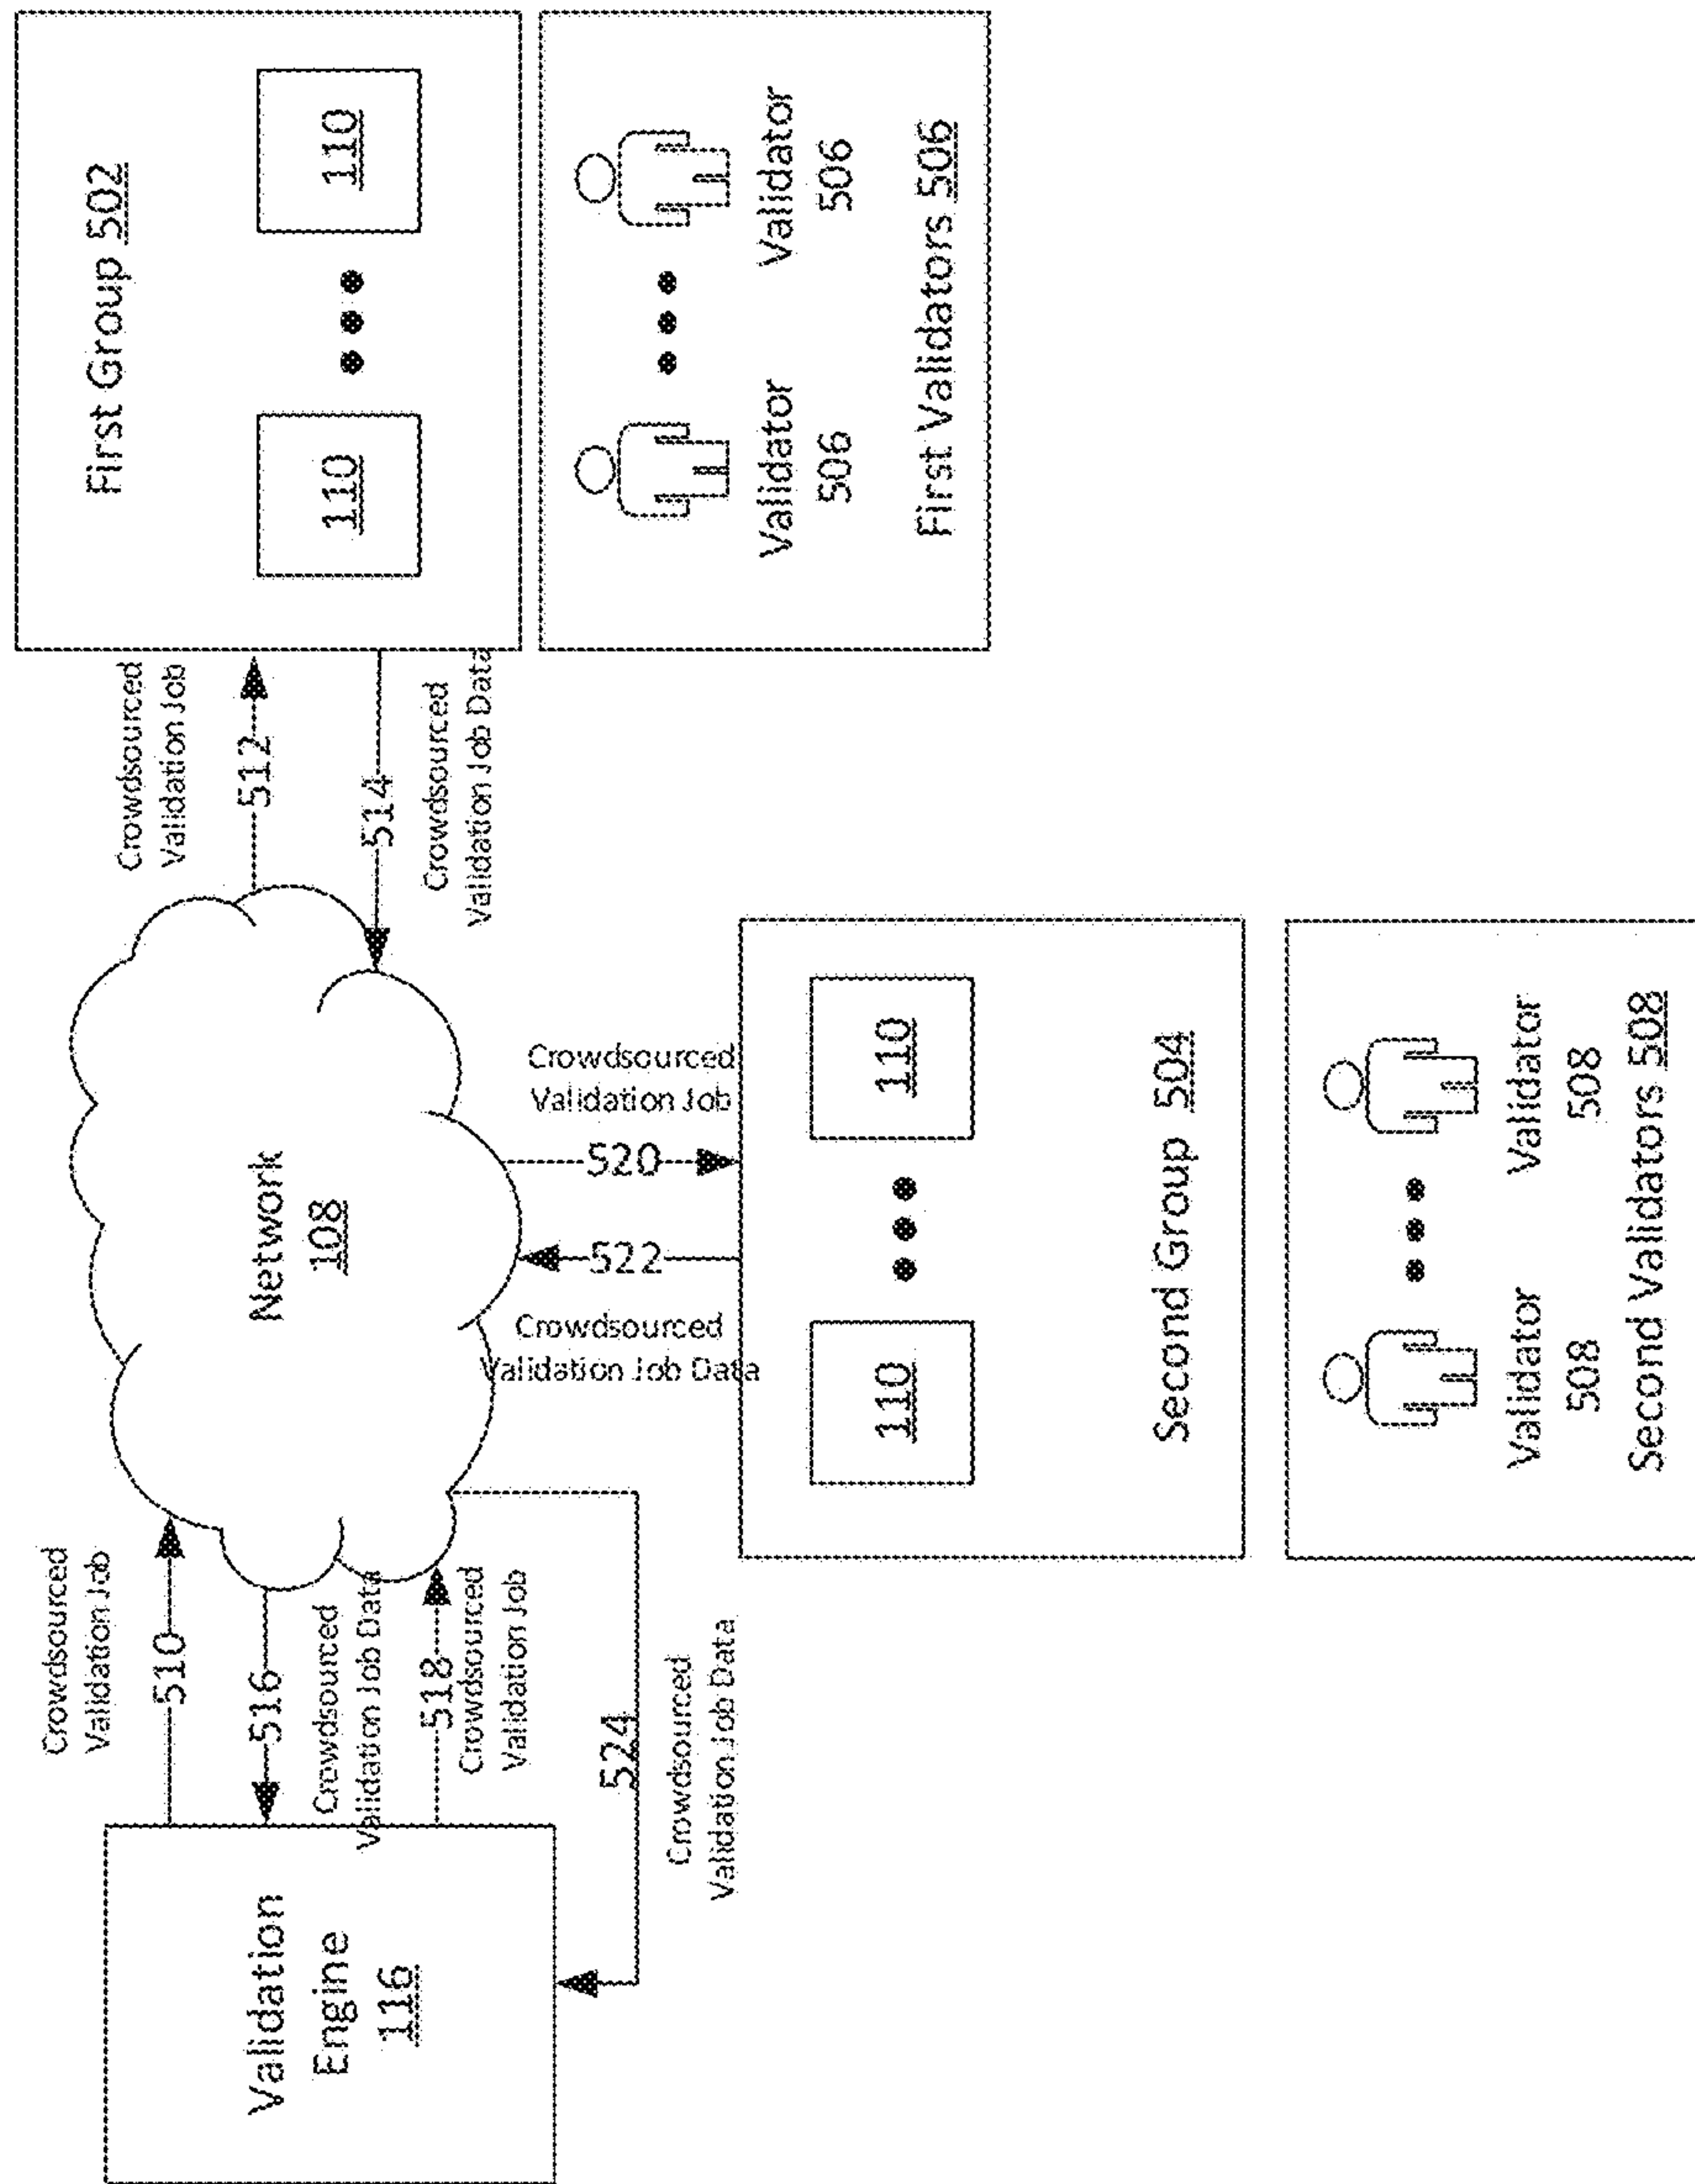 Validation
Engine
116
Crowdsourced
Validation Job
510
516
Crowdsourced
Validation Job Data
518
Crowdsourced
Validation Job
524
Crowdsourced
Validation Job Data
Network
108
Crowdsourced
Validation Job
512
514
Crowdsourced
Validation Job Data
First Group 502
110
110
Validator
506
Validator
506
First Validators 506
Crowdsourced
Validation Job
520
522
Crowdsourced
Validation Job Data
110
110
Second Group 504
Validator
508
Validator
508
Second Validators 508